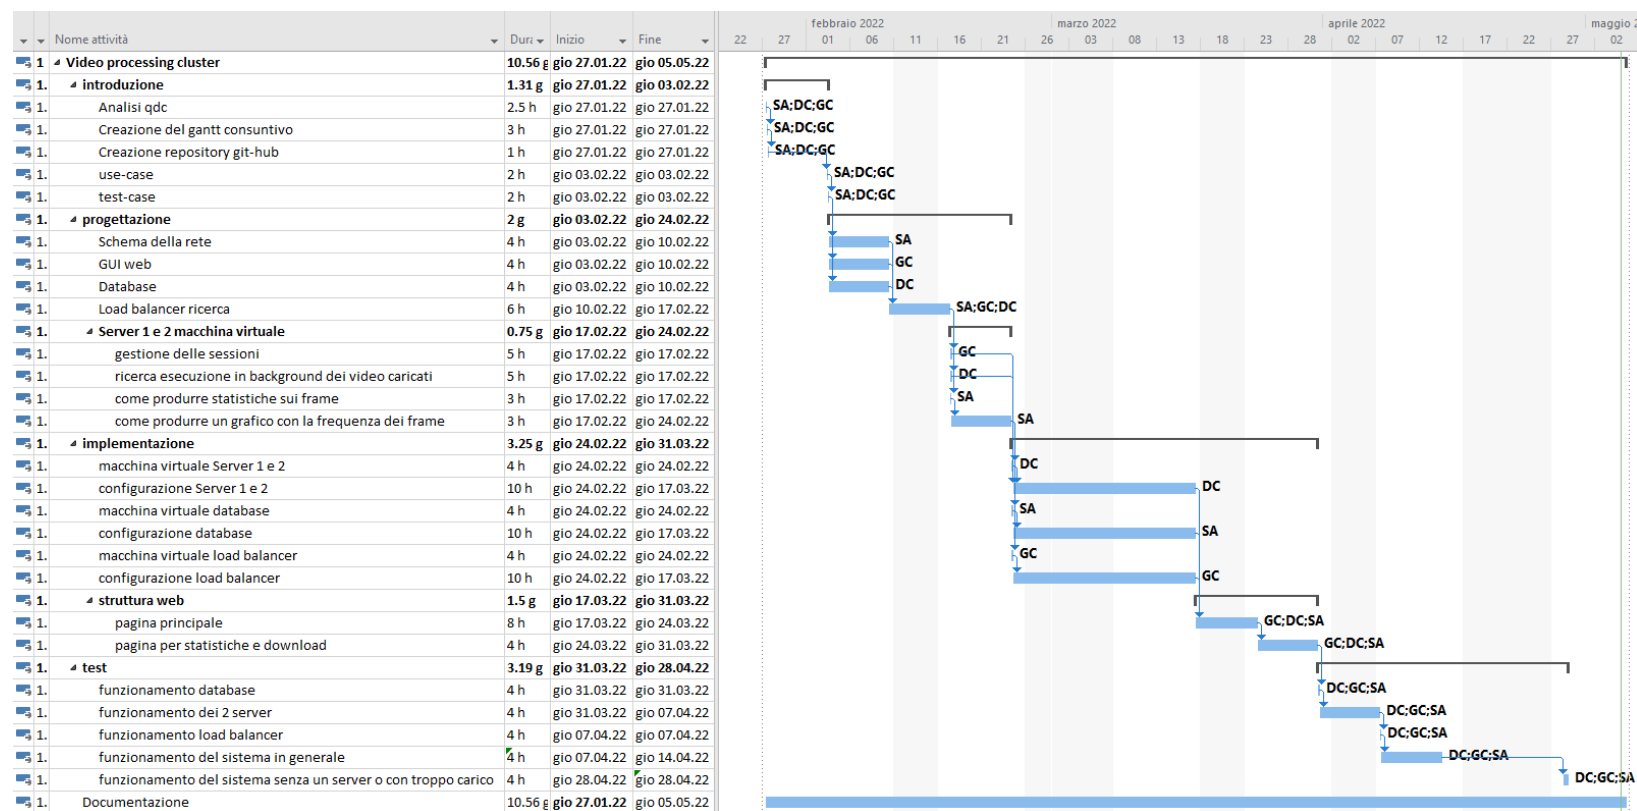 febbraio 2022 marzo 2022 aprile 2022 maggio 2
Nome attività Dura Inizio Fine 22 27 01 06 11 16 21 26 03 08 13 18 23 28 02 07 12 17 22 27 02
1 Video processing cluster 10.56 g gio 27.01.22 gio 05.05.22
1. introduzione 1.31 g gio 27.01.22 gio 03.02.22
1. Analisi qdc 2.5 h gio 27.01.22 gio 27.01.22 SA;DC;GC
1. Creazione del gantt consuntivo 3 h gio 27.01.22 gio 27.01.22 SA;DC;GC
1. Creazione repository git-hub 1 h gio 27.01.22 gio 27.01.22 SA;DC;GC
1. use-case 2 h gio 03.02.22 gio 03.02.22 SA;DC;GC
1. test-case 2 h gio 03.02.22 gio 03.02.22 SA;DC;GC
1. progettazione 2 g gio 03.02.22 gio 24.02.22
1. Schema della rete 4 h gio 03.02.22 gio 10.02.22 SA
1. GUI web 4 h gio 03.02.22 gio 10.02.22 GC
1. Database 4 h gio 03.02.22 gio 10.02.22 DC
1. Load balancer ricerca 6 h gio 10.02.22 gio 17.02.22 SA;GC;DC
1. Server 1 e 2 macchina virtuale 0.75 g gio 17.02.22 gio 24.02.22
1. gestione delle sessioni 5 h gio 17.02.22 gio 17.02.22 GC
1. ricerca esecuzione in background dei video caricati 5 h gio 17.02.22 gio 17.02.22 DC
1. come produrre statistiche sui frame 3 h gio 17.02.22 gio 17.02.22 SA
1. come produrre un grafico con la frequenza dei frame 3 h gio 17.02.22 gio 24.02.22 SA
1. implementazione 3.25 g gio 24.02.22 gio 31.03.22
1. macchina virtuale Server 1 e 2 4 h gio 24.02.22 gio 24.02.22 DC
1. configurazione Server 1 e 2 10 h gio 24.02.22 gio 17.03.22 DC
1. macchina virtuale database 4 h gio 24.02.22 gio 24.02.22 SA
1. configurazione database 10 h gio 24.02.22 gio 17.03.22 SA
1. macchina virtuale load balancer 4 h gio 24.02.22 gio 24.02.22 GC
1. configurazione load balancer 10 h gio 24.02.22 gio 17.03.22 GC
1. struttura web 1.5 g gio 17.03.22 gio 31.03.22
1. pagina principale 8 h gio 17.03.22 gio 24.03.22 GC;DC;SA
1. pagina per statistiche e download 4 h gio 24.03.22 gio 31.03.22 GC;DC;SA
1. test 3.19 g gio 31.03.22 gio 28.04.22
1. funzionamento database 4 h gio 31.03.22 gio 31.03.22 DC;GC;SA
1. funzionamento dei 2 server 4 h gio 31.03.22 gio 07.04.22 DC;GC;SA
1. funzionamento load balancer 4 h gio 07.04.22 gio 07.04.22 DC;GC;SA
1. funzionamento del sistema in generale 4 h gio 07.04.22 gio 14.04.22 DC;GC;SA
1. funzionamento del sistema senza un server o con troppo carico 4 h gio 28.04.22 gio 28.04.22 DC;GC;SA
1. Documentazione 10.56 g gio 27.01.22 gio 05.05.22